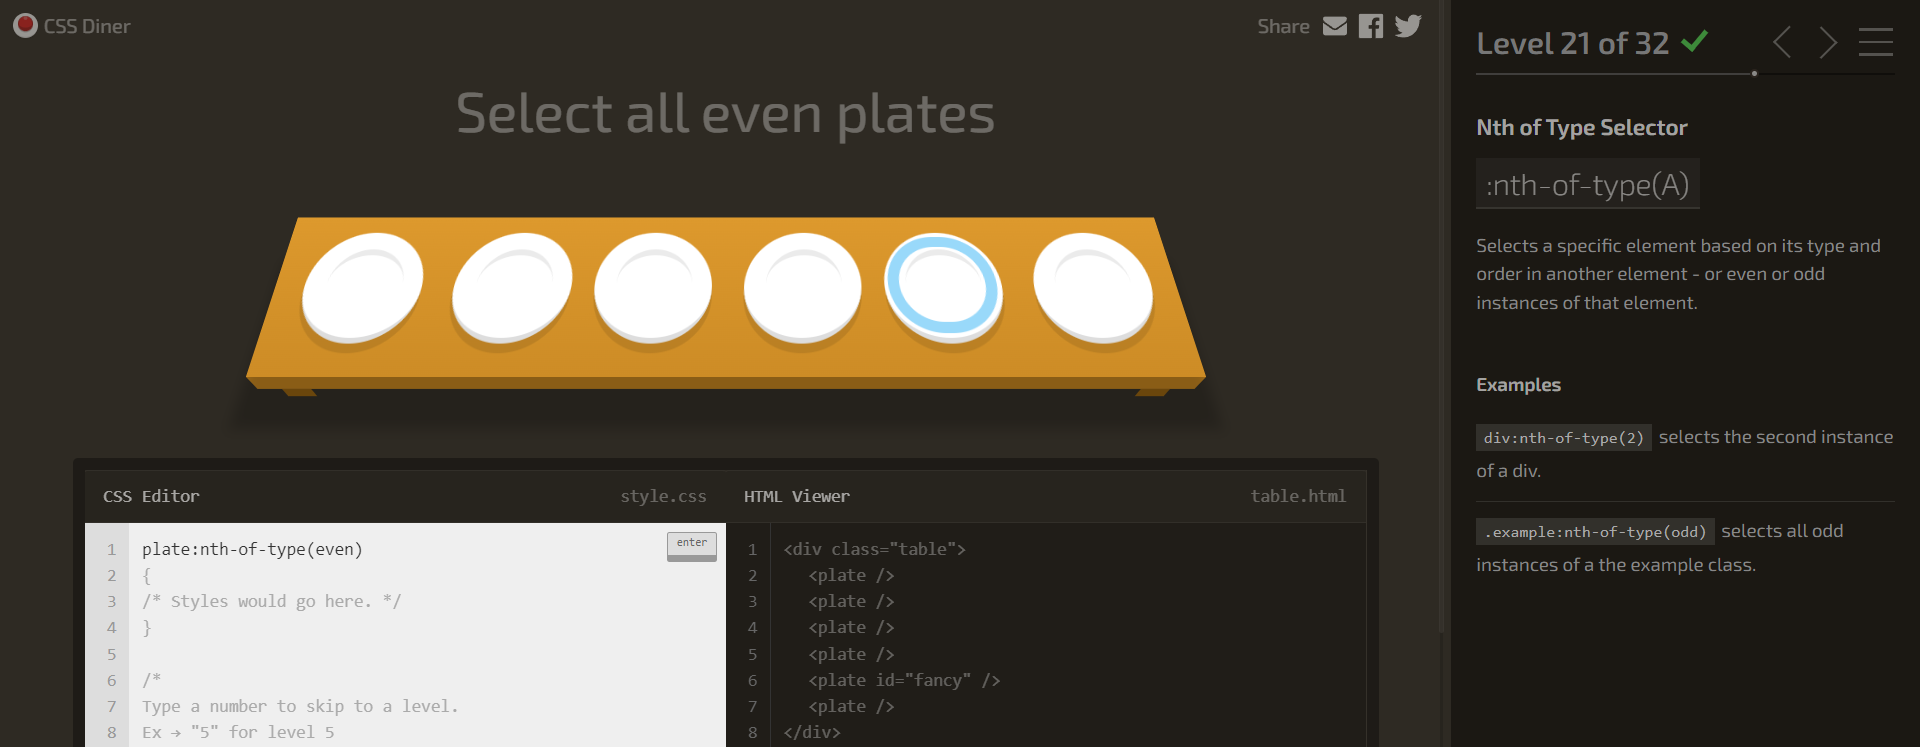 CSS Diner
Share
Select all even plates
CSS Editor
style.css
1 plate:nth-of-type(even)
enter
2 {
3 /* Styles would go here. */
4 }
5
6 /*
7 Type a number to skip to a level.
8 Ex → "5" for level 5
HTML Viewer
table.html
1 <div class="table">
2 <plate />
3 <plate />
4 <plate />
5 <plate />
6 <plate id="fancy" />
7 <plate />
8 </div>
Level 21 of 32
Nth of Type Selector
:nth-of-type(A)
Selects a specific element based on its type and
order in another element - or even or odd
instances of that element.
Examples
div:nth-of-type(2) selects the second instance
of a div.
.example:nth-of-type(odd) selects all odd
instances of a the example class.